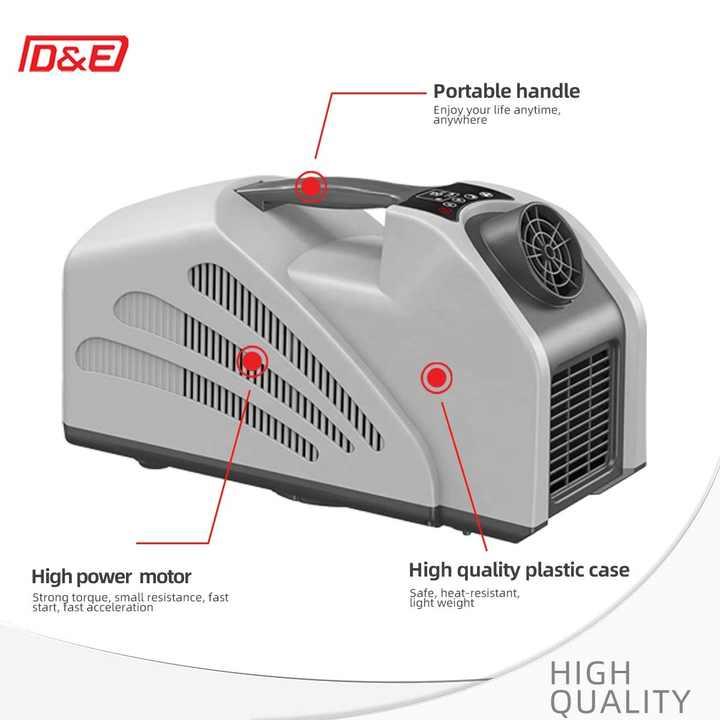 D&E
Portable handle
Enjoy your life anytime,
anywhere
High power motor
Strong torque, small resistance, fast
start, fast acceleration
High quality plastic case
Safe, heat-resistant,
light weight
HIGH
QUALITY